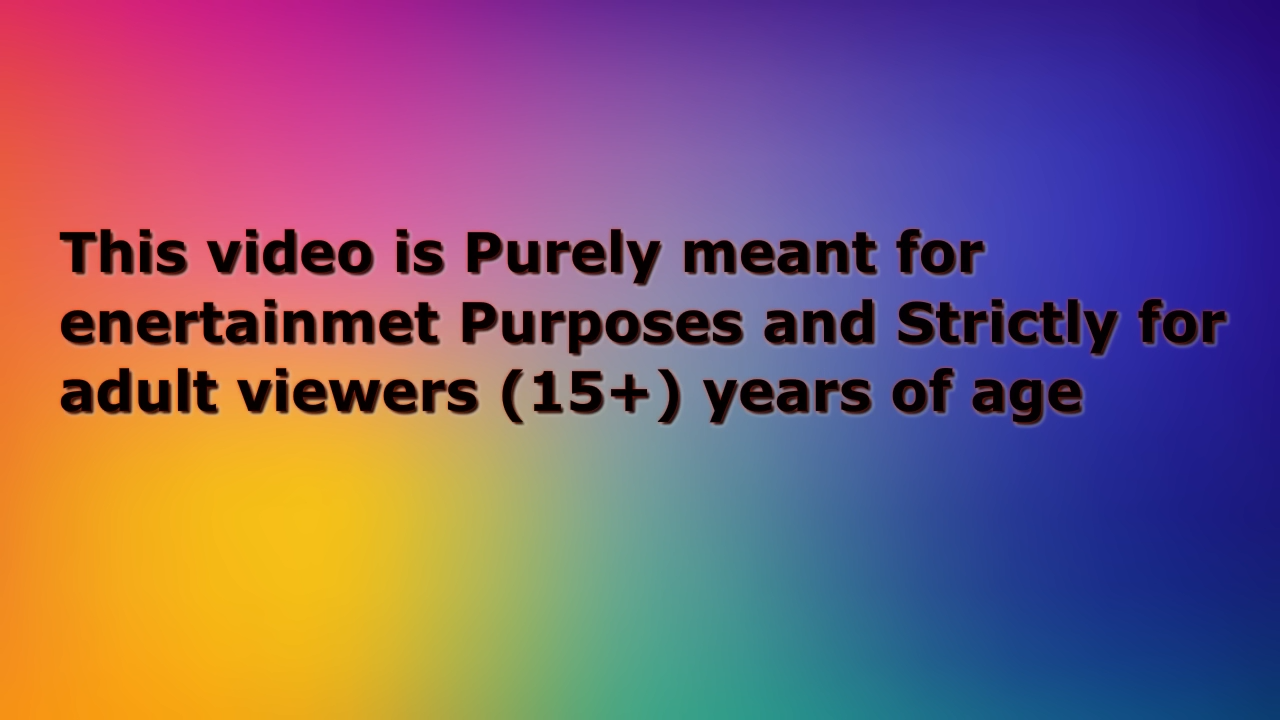 This video is Purely meant for
enertainmet Purposes and Strictly for
adult viewers (15+) years of age